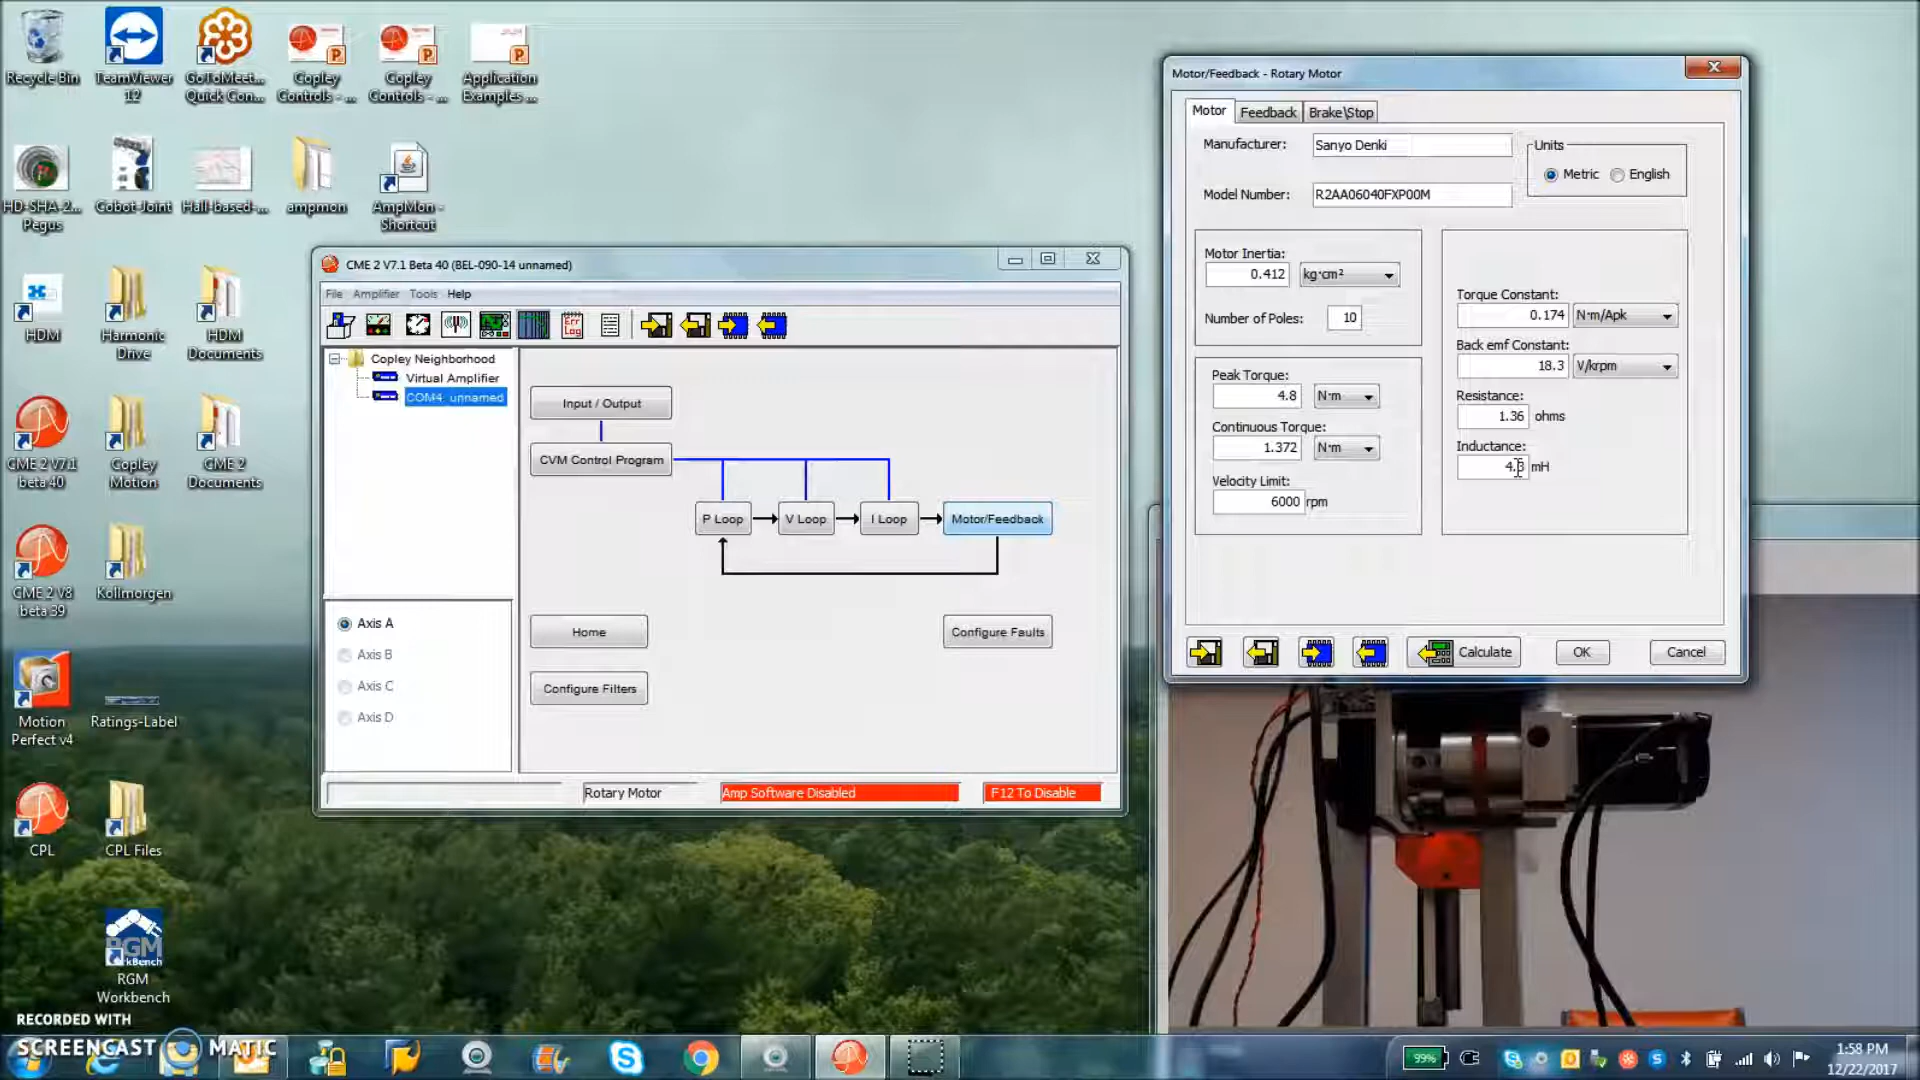 Recycle Bin
TeamViewer 12
GoToMeet... Quick Con...
Copley Controls - ...
Copley Controls - ...
Application Examples ...
HD-SHA-2... Pegus
Cobot-Joint
Hall-based-...
ampmon
AmpMon - Shortcut
HDM
Harmonic Drive
HDM Documents
CME 2 V7.1 beta 40
Copley Motion
CME 2 Documents
CME 2 V8 beta 39
Kollmorgen
Motion Perfect v4
Ratings-Label
CPL
CPL Files
RGM Workbench
CME 2 V7.1 Beta 40 (BEL-090-14 unnamed)
File Amplifier Tools Help
Err Log
Copley Neighborhood
Virtual Amplifier
COM4: unnamed
Axis A
Axis B
Axis C
Axis D
Input / Output
CVM Control Program
P Loop V Loop I Loop Motor/Feedback
Home
Configure Faults
Configure Filters
Rotary Motor Amp Software Disabled F12 To Disable
Motor/Feedback - Rotary Motor
Motor Feedback Brake\Stop
Manufacturer: Sanyo Denki
Units
Metric English
Model Number: R2AA06040FXP00M
Motor Inertia:
0.412 kg·cm²
Number of Poles: 10
Peak Torque:
4.8 N·m
Continuous Torque:
1.372 N·m
Velocity Limit:
6000 rpm
Torque Constant:
0.174 N·m/Apk
Back emf Constant:
18.3 V/krpm
Resistance:
1.36 ohms
Inductance:
4.3 mH
Calculate OK Cancel
RECORDED WITH
SCREENCAST MATIC
99%
1:58 PM
12/22/2017